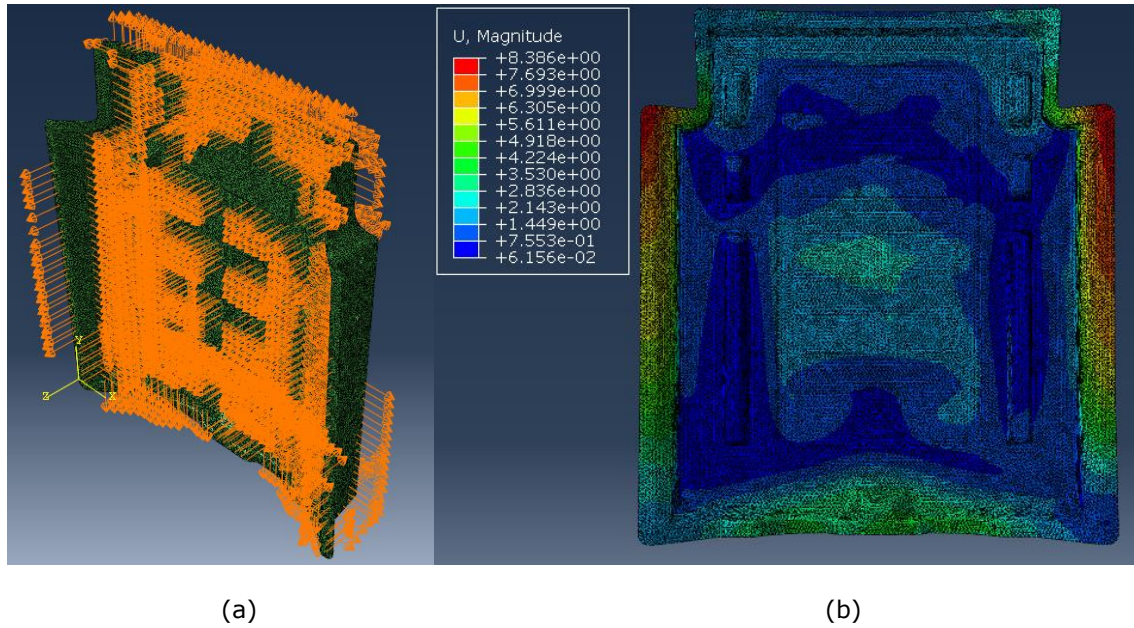 Y
Z
X
U, Magnitude
+8.386e+00
+7.693e+00
+6.999e+00
+6.305e+00
+5.611e+00
+4.918e+00
+4.224e+00
+3.530e+00
+2.836e+00
+2.143e+00
+1.449e+00
+7.553e-01
+6.156e-02
(a)
(b)